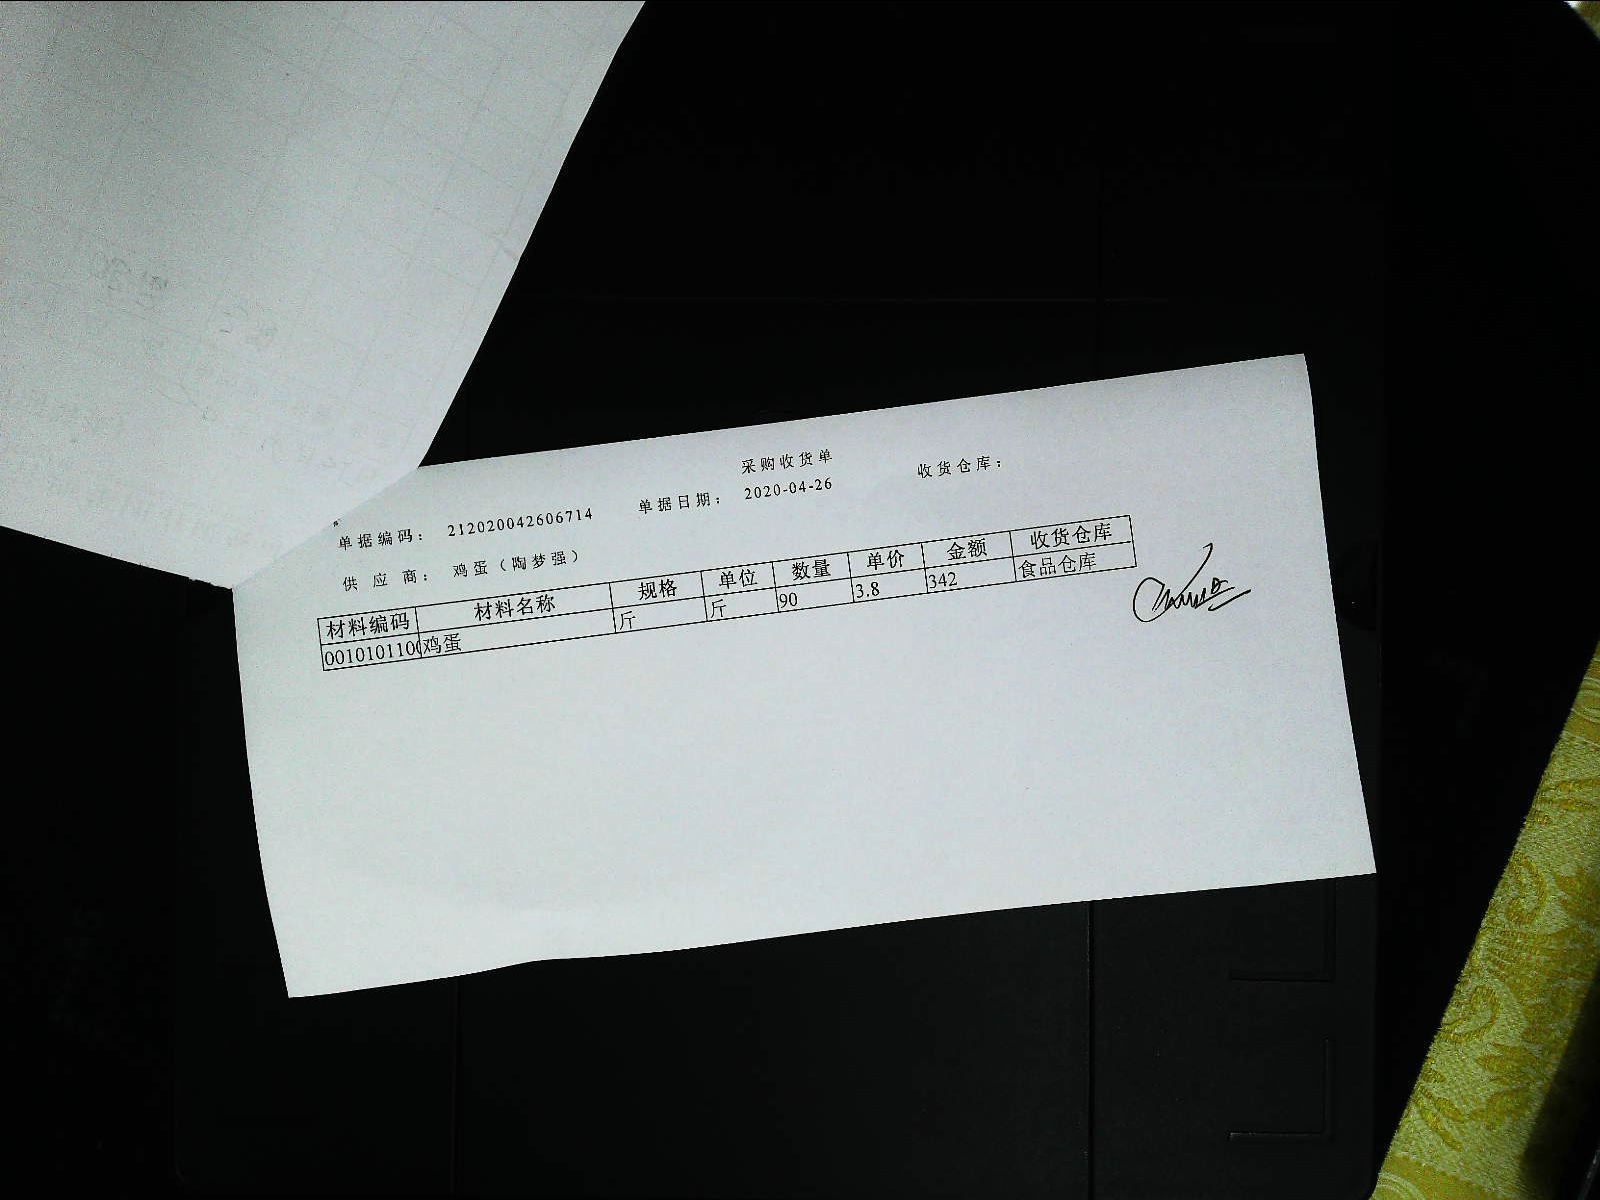 采购收货单
单据编码： 212020042606714 单据日期： 2020-04-26 收货仓库：
供 应 商： 鸡蛋（陶梦强）
材料编码 材料名称 规格 单位 数量 单价 金额 收货仓库
0010101100 鸡蛋 斤 斤 90 3.8 342 食品仓库